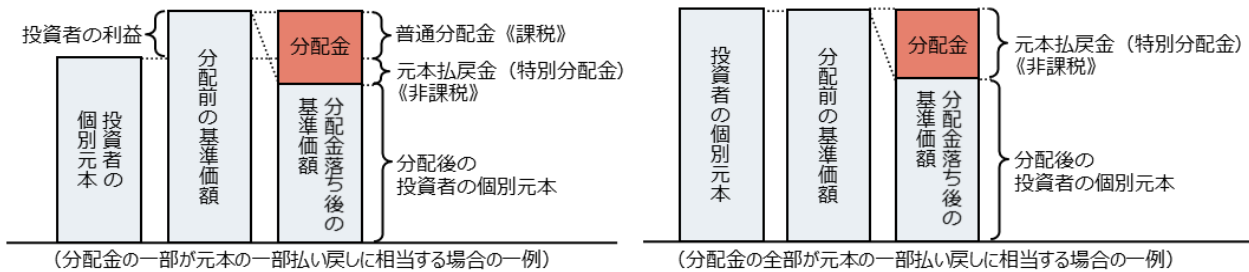 投資者の利益
投資者の
個別元本
分配前の基準価額
分配金
分配金落ち後の
基準価額
普通分配金《課税》
元本払戻金（特別分配金）
《非課税》
分配後の
投資者の個別元本
（分配金の一部が元本の一部払い戻しに相当する場合の一例）
投資者の個別元本
分配前の基準価額
分配金
分配金落ち後の
基準価額
元本払戻金（特別分配金）
《非課税》
分配後の
投資者の個別元本
（分配金の全部が元本の一部払い戻しに相当する場合の一例）